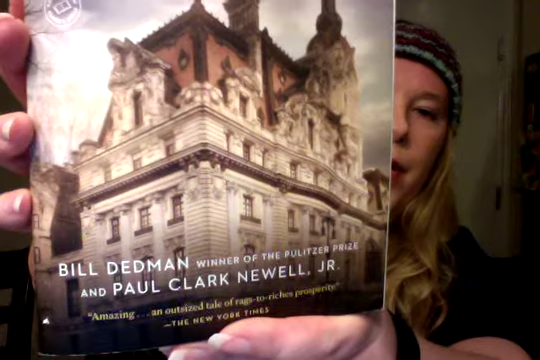 BILL DEDMAN WINNER OF THE PULITZER PRIZE
AND PAUL CLARK NEWELL, JR.
"Amazing . . . an outsized tale of rags-to-riches prosperity."
—THE NEW YORK TIMES